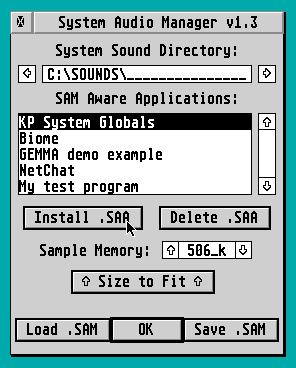 System Audio Manager v1.3
System Sound Directory:
C:\SOUNDS\_______________
SAM Aware Applications:
KP System Globals
Biome
GEMMA demo example
NetChat
My test program
Install .SAA Delete .SAA
Sample Memory: 506_k
Size to Fit
Load .SAM OK Save .SAM